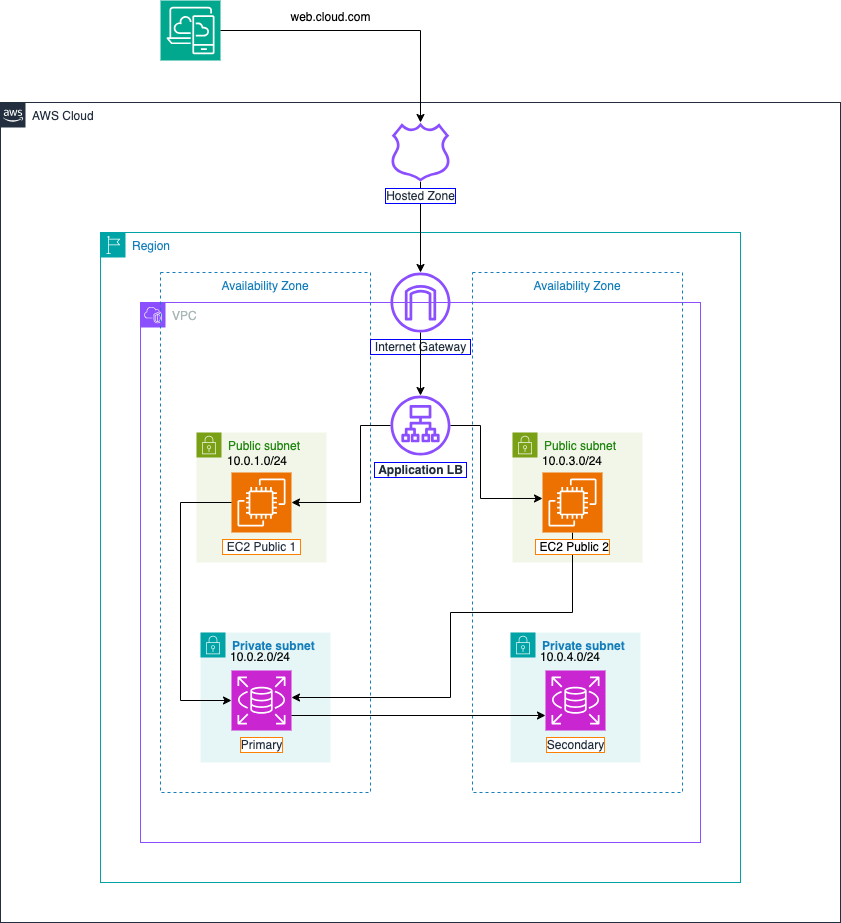 web.cloud.com
aws
AWS Cloud
Hosted Zone
Region
Availability Zone
Availability Zone
VPC
Internet Gateway
Public subnet
10.0.1.0/24
Application LB
Public subnet
10.0.3.0/24
EC2 Public 1
EC2 Public 2
Private subnet
10.0.2.0/24
Private subnet
10.0.4.0/24
Primary
Secondary